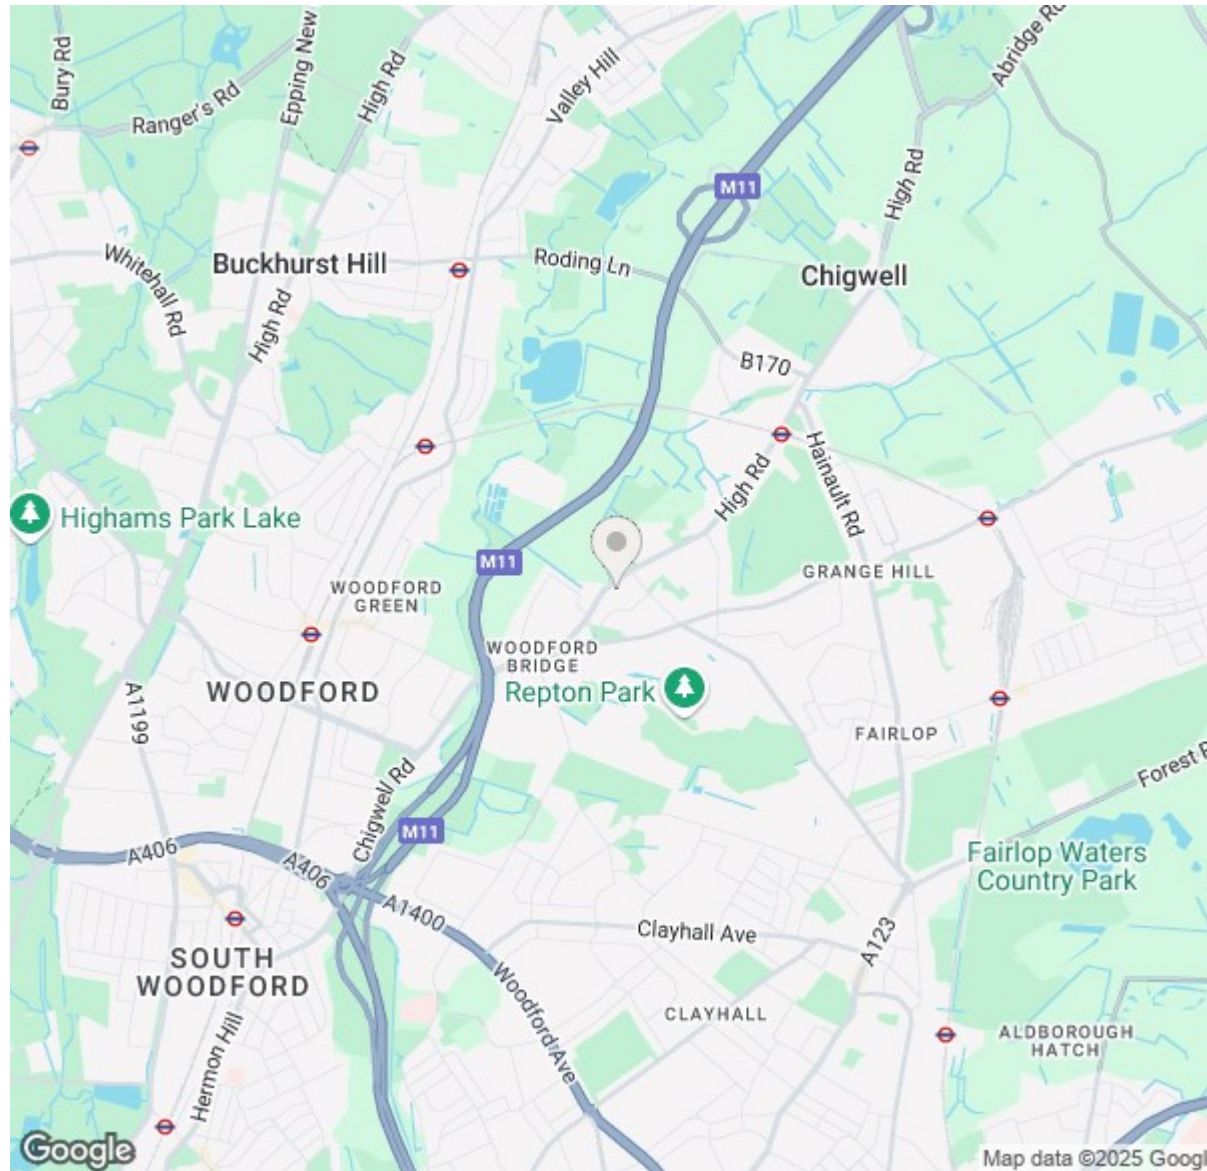 Bury Rd
Ranger's Rd
Epping New
High Rd
Valley Hill
Abridge Rd
M11
High Rd
Whitehall Rd
Buckhurst Hill
Roding Ln
Chigwell
High Rd
B170
Hainault Rd
High Rd
Highams Park Lake
M11
WOODFORD
GREEN
GRANGE HILL
WOODFORD
BRIDGE
WOODFORD
Repton Park
A1199
FAIRLOP
Forest R
Chigwell Rd
M11
A406
A406
Fairlop Waters
Country Park
A1400
Clayhall Ave
A123
SOUTH
WOODFORD
Woodford Ave
CLAYHALL
ALDBOROUGH
HATCH
Hermon Hill
Google
Map data ©2025 Googl